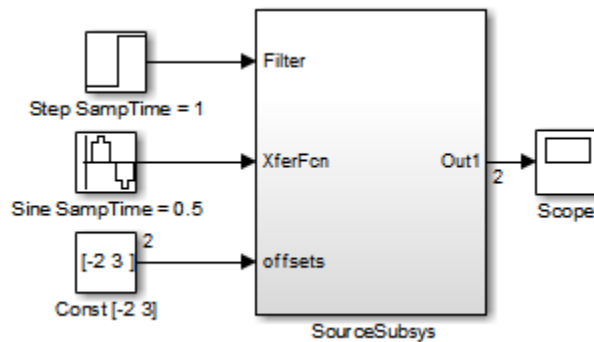 Filter
Step SampTime = 1
XferFcn
Out1
2
Scope
Sine SampTime = 0.5
2
[-2 3 ]
offsets
Const [-2 3]
SourceSubsys